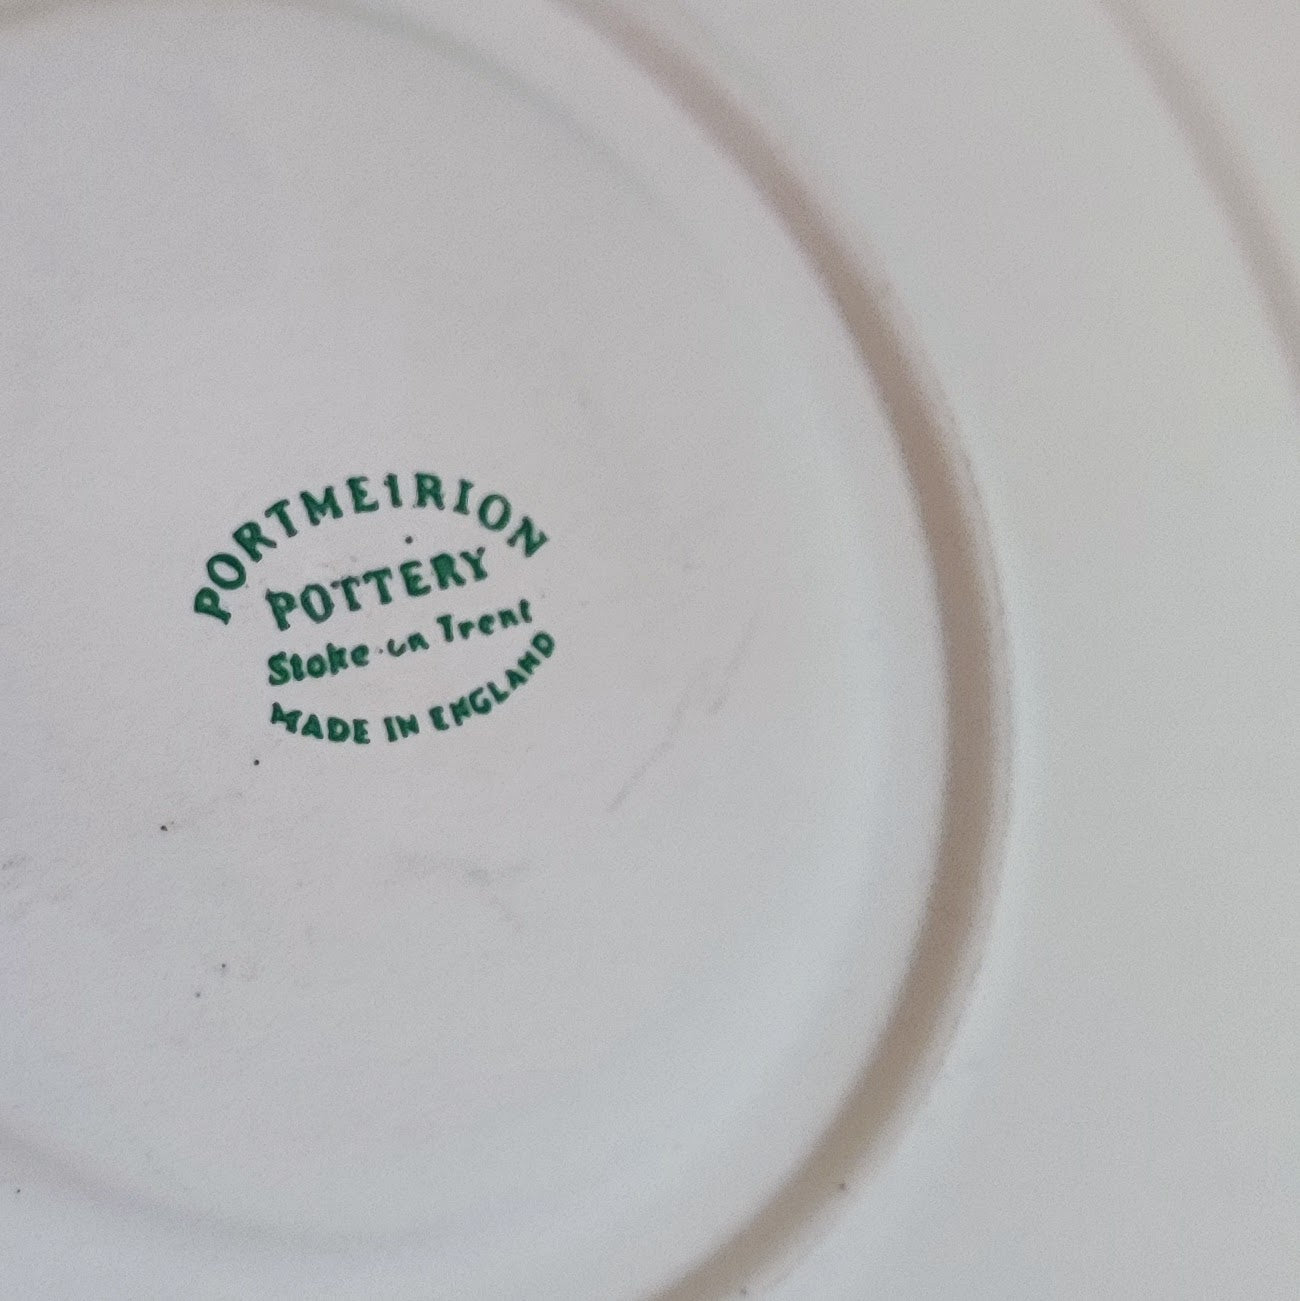 PORTMEIRION
POTTERY
Stoke-on Trent
MADE IN ENGLAND